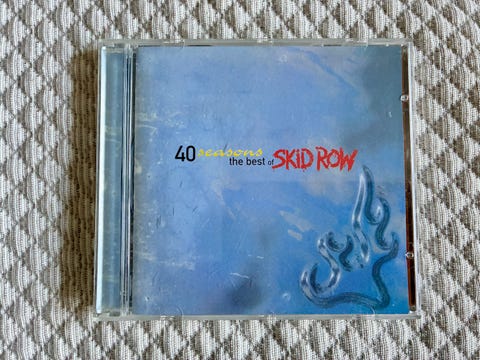 40 seasons
the best of SKID ROW